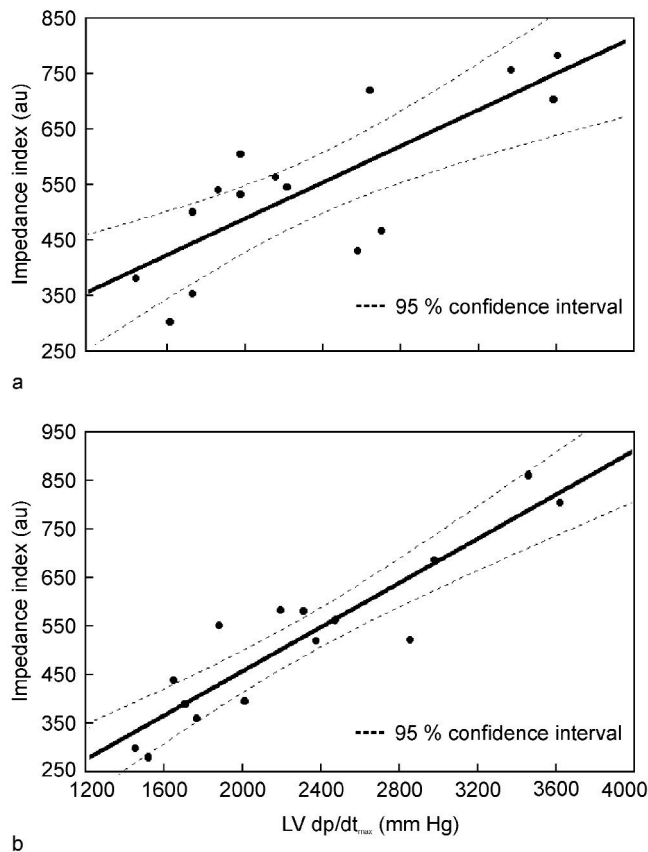 850
750
650
550
450
350
250
Impedance index (au)
95 % confidence interval
a
950
850
750
650
550
450
350
250
Impedance index (au)
95 % confidence interval
1200 1600 2000 2400 2800 3200 3600 4000
LV dp/dtmax (mm Hg)
b